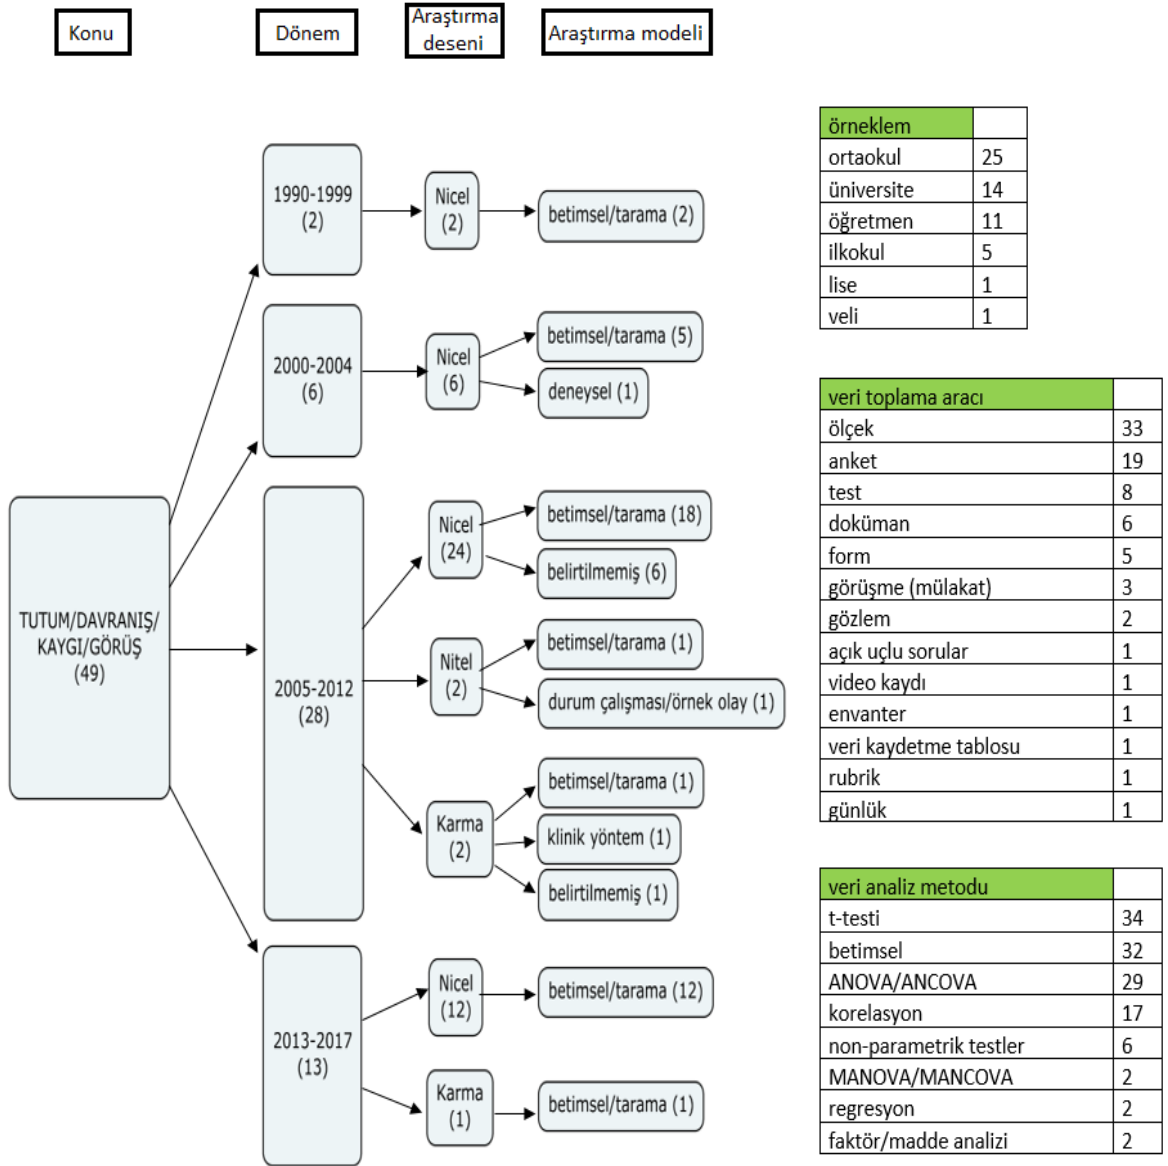 Konu
Dönem
Araştırma
deseni
Araştırma modeli
TUTUM/DAVRANIŞ/
KAYGI/GÖRÜŞ
(49)
1990-1999
(2)
Nicel
(2)
betimsel/tarama (2)
2000-2004
(6)
Nicel
(6)
betimsel/tarama (5)
deneysel (1)
2005-2012
(28)
Nicel
(24)
betimsel/tarama (18)
belirtilmemiş (6)
Nitel
(2)
betimsel/tarama (1)
durum çalışması/örnek olay (1)
Karma
(2)
betimsel/tarama (1)
klinik yöntem (1)
belirtilmemiş (1)
2013-2017
(13)
Nicel
(12)
betimsel/tarama (12)
Karma
(1)
betimsel/tarama (1)
örneklem
ortaokul 25
üniversite 14
öğretmen 11
ilkokul 5
lise 1
veli 1
veri toplama aracı
ölçek 33
anket 19
test 8
doküman 6
form 5
görüşme (mülakat) 3
gözlem 2
açık uçlu sorular 1
video kaydı 1
envanter 1
veri kaydetme tablosu 1
rubrik 1
günlük 1
veri analiz metodu
t-testi 34
betimsel 32
ANOVA/ANCOVA 29
korelasyon 17
non-parametrik testler 6
MANOVA/MANCOVA 2
regresyon 2
faktör/madde analizi 2